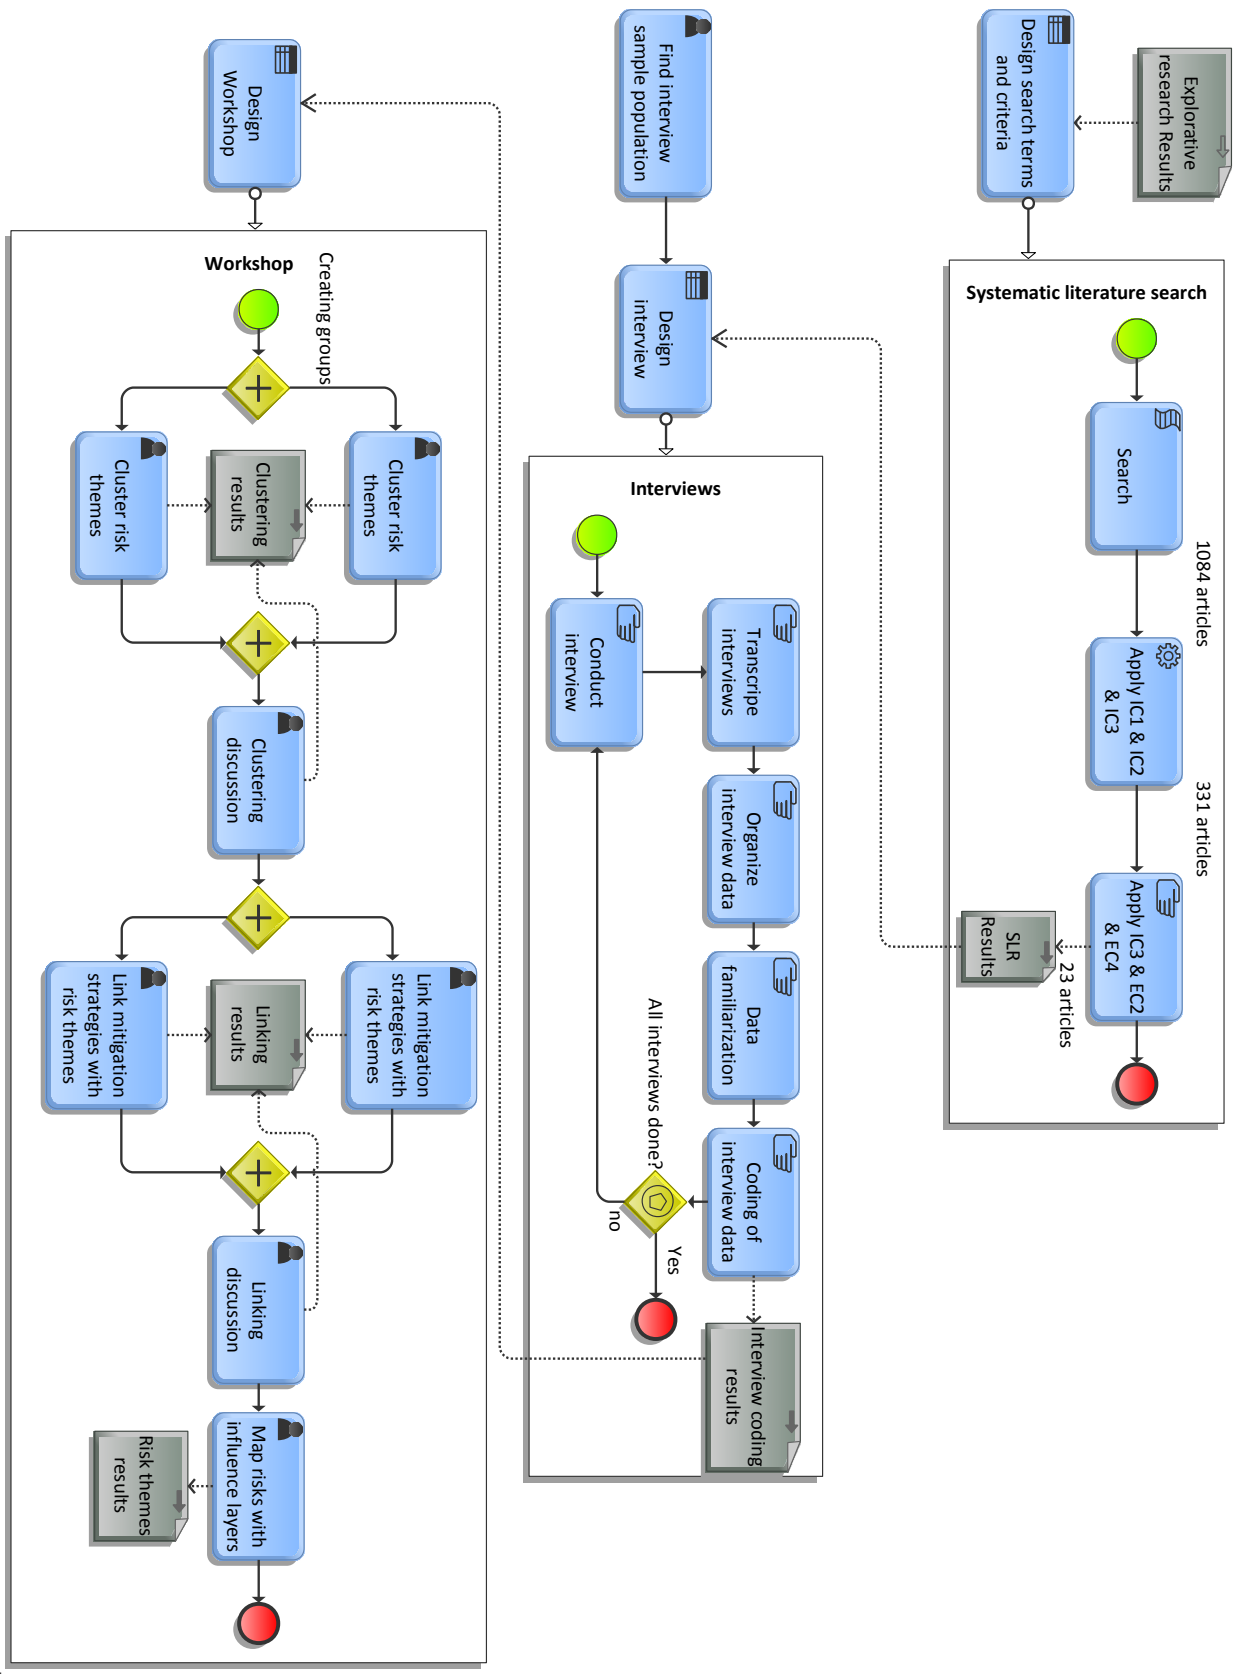 Explorative
research Results
Design search terms
and criteria
Systematic literature search
Search
1084 articles
Apply IC1 & IC2
& IC3
331 articles
Apply IC3 & EC2
& EC4
23 articles
SLR
Results
Find interview
sample population
Design
interview
Interviews
Conduct
interview
Transcripe
interviews
Organize
interview data
Data
familiarization
Coding of
interview data
All interviews done?
no
Yes
Interview coding
results
Design
Workshop
Workshop
Creating groups
Cluster risk
themes
Cluster risk
themes
Clustering
results
Clustering
discussion
Link mitigation
strategies with
risk themes
Link mitigation
strategies with
risk themes
Linking
results
Linking
discussion
Map risks with
influence layers
Risk themes
results